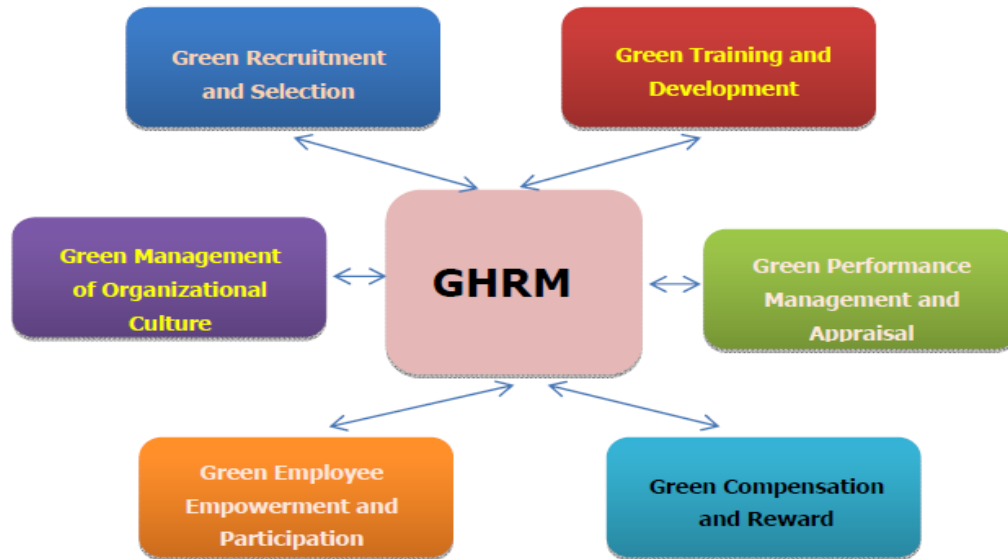 Green Recruitment
and Selection
Green Training and
Development
Green Management
of Organizational
Culture
GHRM
Green Performance
Management and
Appraisal
Green Employee
Empowerment and
Participation
Green Compensation
and Reward